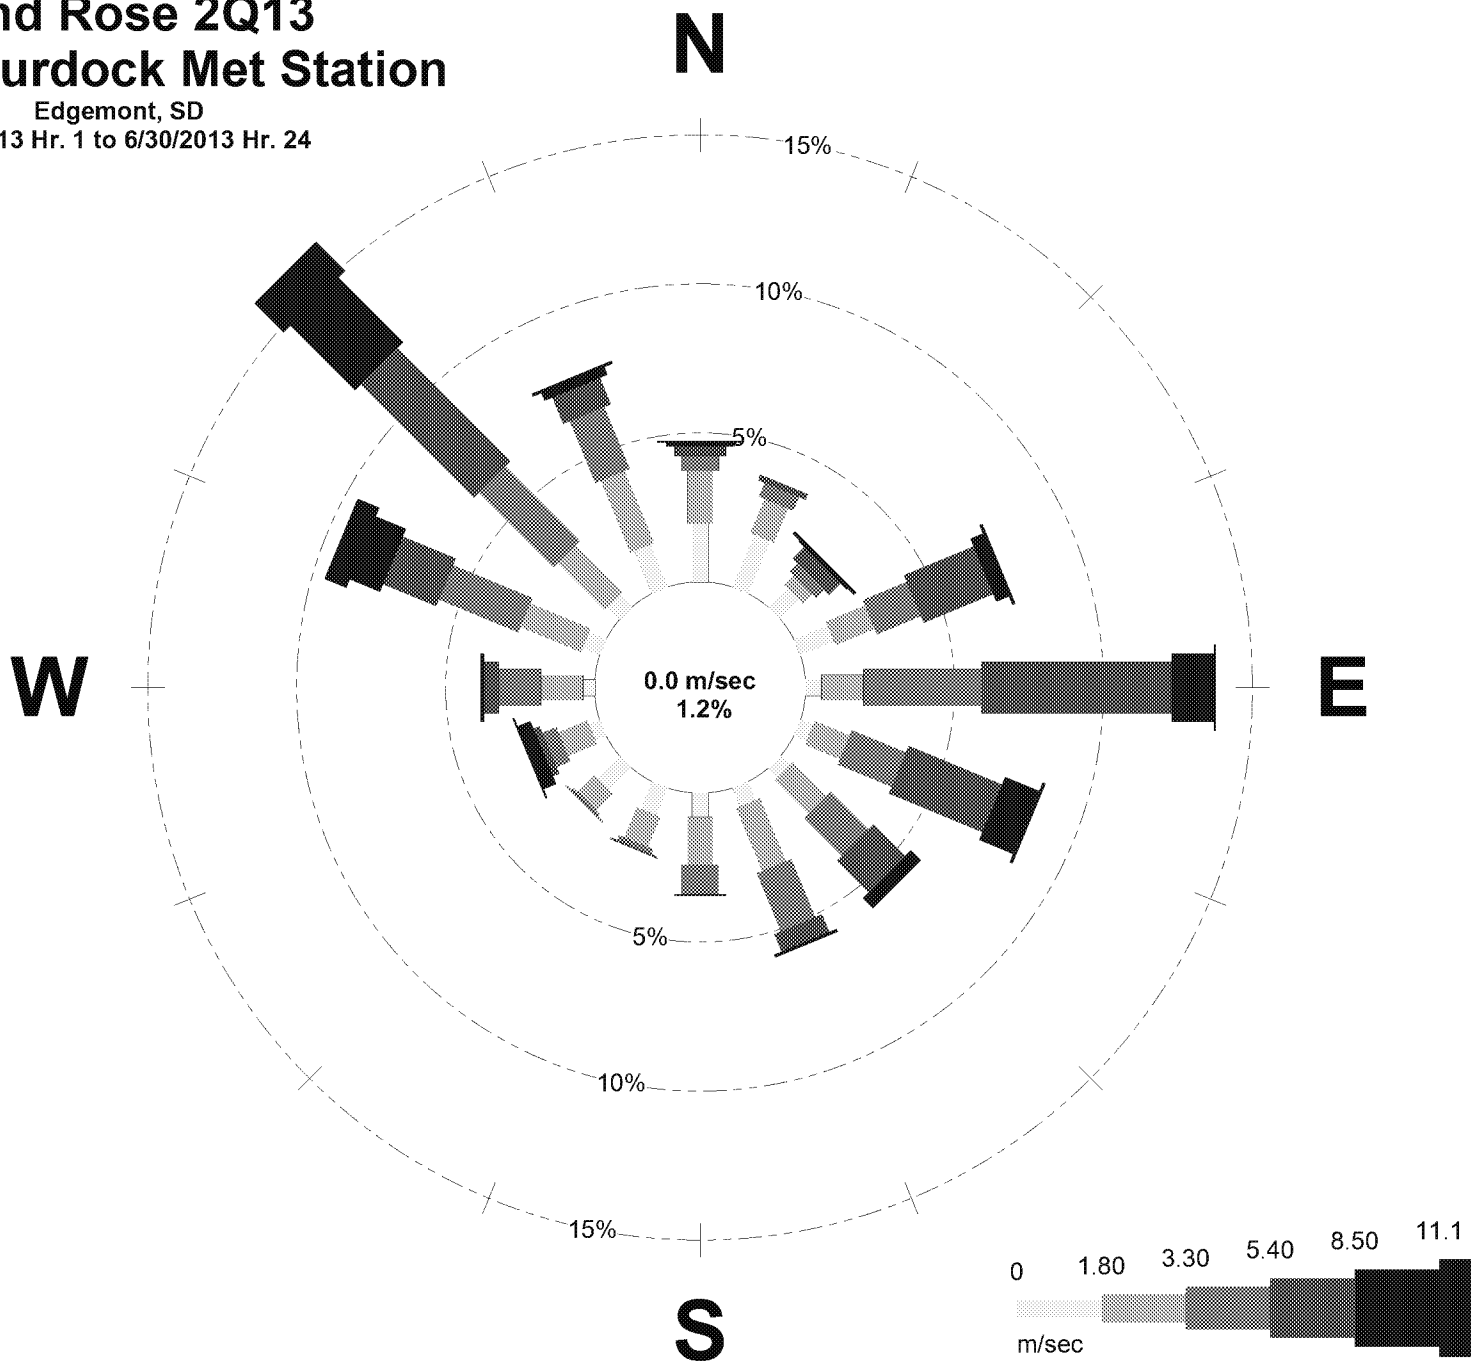 nd Rose 2Q13
urdock Met Station
Edgemont, SD
13 Hr. 1 to 6/30/2013 Hr. 24
N
15%
10%
5%
W
0.0 m/sec
1.2%
E
5%
10%
15%
S
0 1.80 3.30 5.40 8.50 11.1
m/sec